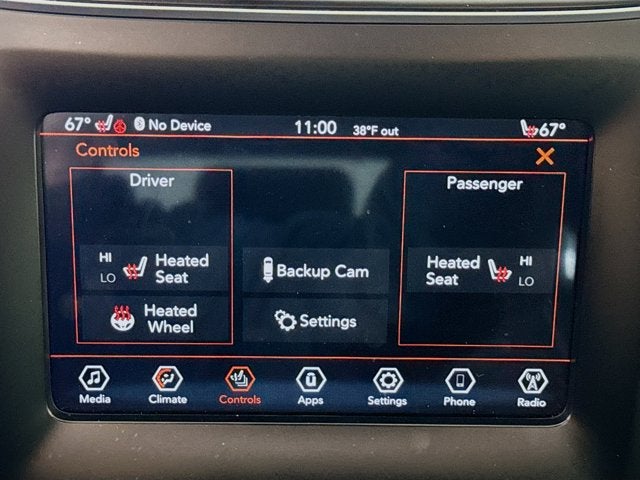 67° No Device 11:00 38°F out 67°
Controls
Driver
Passenger
HI
LO
Heated
Seat
Heated
Wheel
Backup Cam
Settings
Heated
Seat
HI
LO
Media Climate Controls Apps Settings Phone Radio